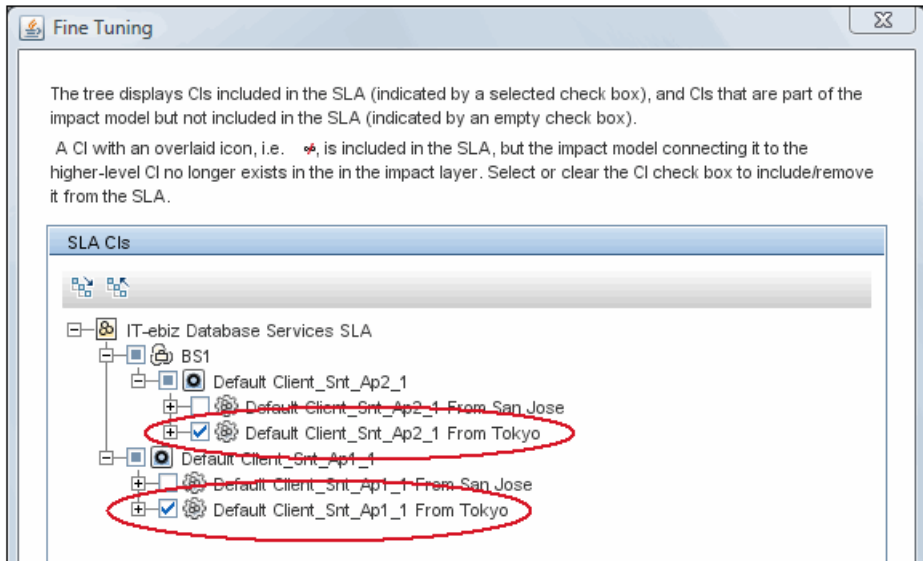 Fine Tuning
The tree displays CIs included in the SLA (indicated by a selected check box), and CIs that are part of the
impact model but not included in the SLA (indicated by an empty check box).
A CI with an overlaid icon, i.e. , is included in the SLA, but the impact model connecting it to the
higher-level CI no longer exists in the in the impact layer. Select or clear the CI check box to include/remove
it from the SLA.
SLA CIs
IT-ebiz Database Services SLA
BS1
Default Client_Snt_Ap2_1
Default Client_Snt_Ap2_1 From San Jose
Default Client_Snt_Ap2_1 From Tokyo
Default Client_Snt_Ap1_1
Default Client_Snt_Ap1_1 From San Jose
Default Client_Snt_Ap1_1 From Tokyo